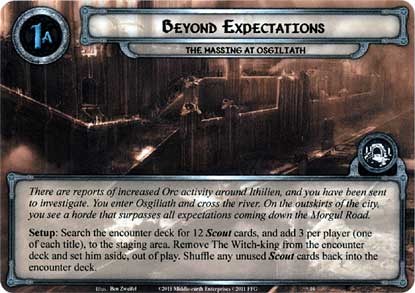 1A
BEYOND EXPECTATIONS
THE MASSING AT OSGILIATH
There are reports of increased Orc activity around Ithilien, and you have been sent
to investigate. You enter Osgiliath and cross the river. On the outskirts of the city,
you see a horde that surpasses all expectations coming down the Morgul Road.
Setup: Search the encounter deck for 12 Scout cards, and add 3 per player (one
of each title), to the staging area. Remove The Witch-king from the encounter
deck and set him aside, out of play. Shuffle any unused Scout cards back into the
encounter deck.
Illus. Ben Zweifel ©2011 Middle-earth Enterprises ©2011 FFG